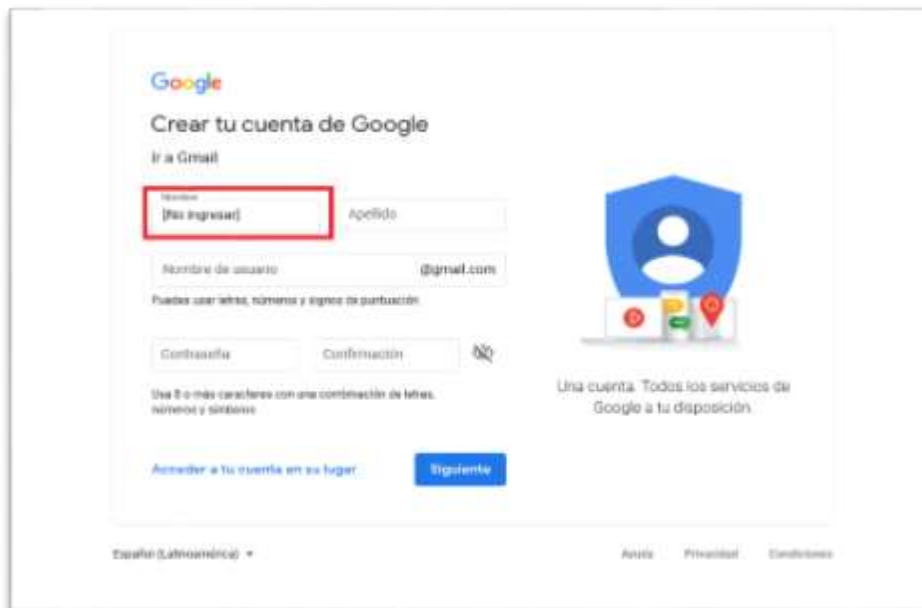 Google
Crear tu cuenta de Google
Ir a Gmail
Nombre
[No ingresar]
Apellido
Nombre de usuario
@gmail.com
Puedes usar letras, números y signos de puntuación
Contraseña
Confirmación
Usa 8 o más caracteres con una combinación de letras,
números y símbolos
Una cuenta. Todos los servicios de
Google a tu disposición.
Acceder a tu cuenta en su lugar
Siguiente
Español (Latinoamérica)
Ayuda
Privacidad
Condiciones